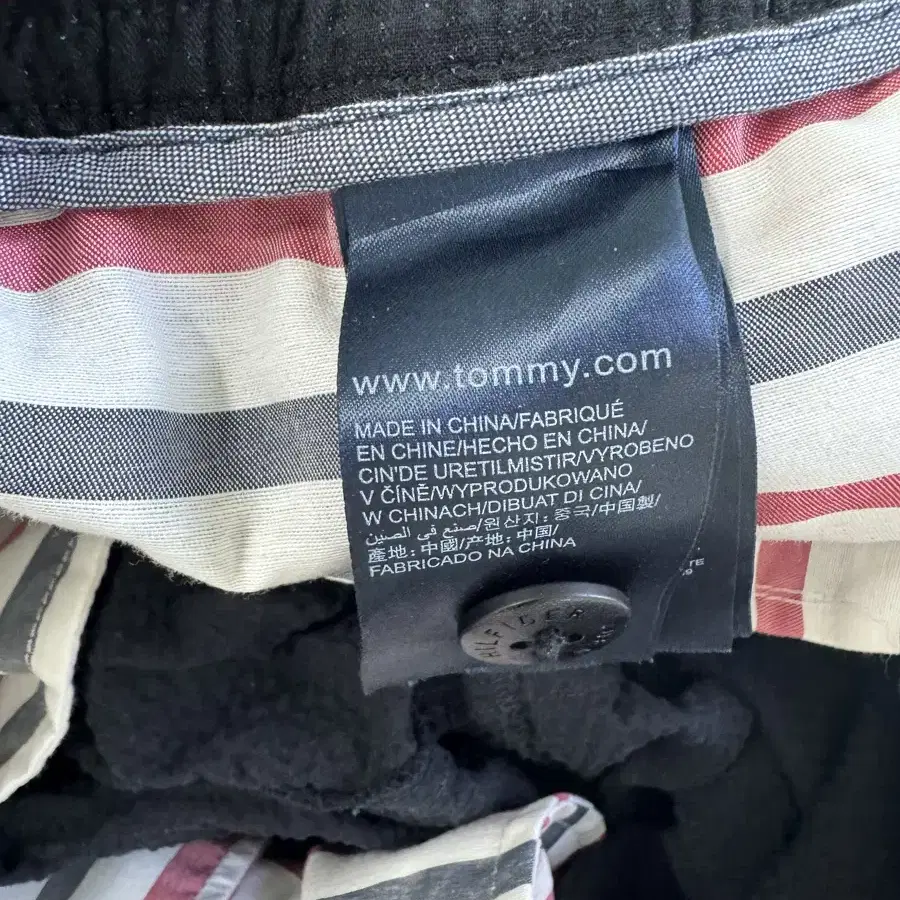 www.tommy.com
MADE IN CHINA/FABRIQUÉ
EN CHINE/HECHO EN CHINA/
CIN'DE URETILMISTIR/VYROBENO
V ČÍNĚ/WYPRODUKOWANO
W CHINACH/DIBUAT DI CINA/
صنع في الصين/원산지: 중국/中国製/
產地: 中國/产地: 中国/
FABRICADO NA CHINA
HILFIGER